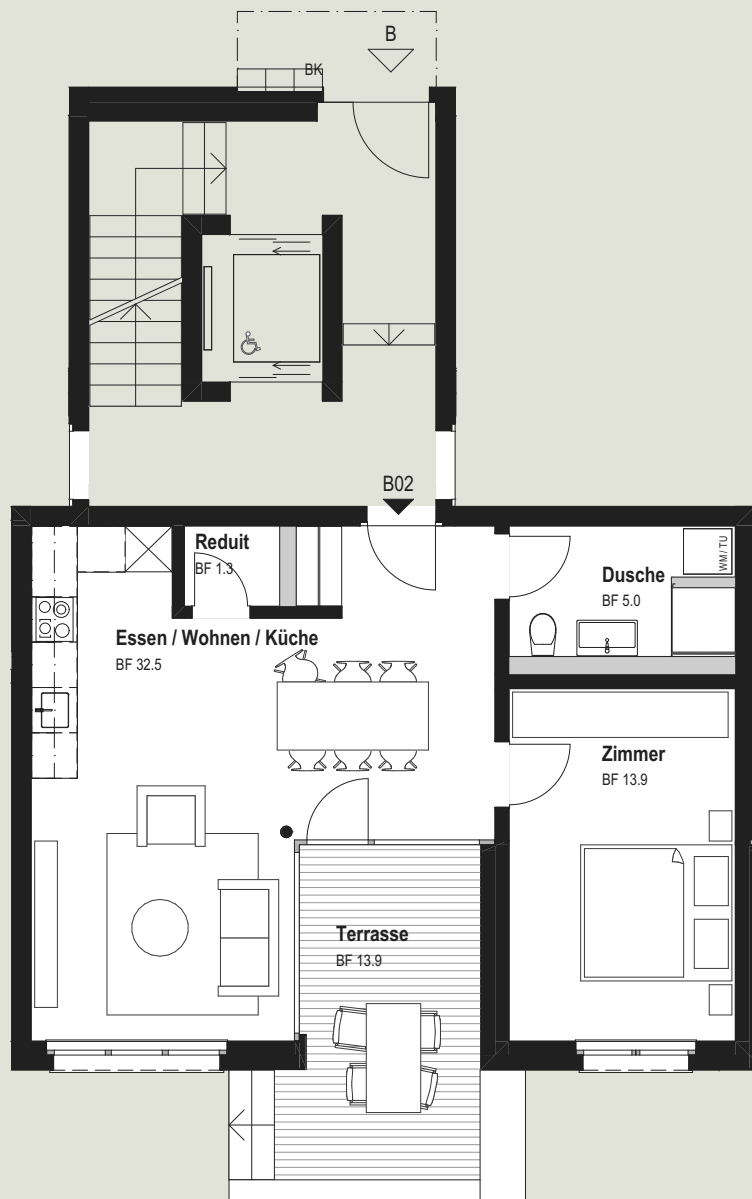 B
BK
B02
Reduit
BF 1.3
WM / TU
Dusche
BF 5.0
Essen / Wohnen / Küche
BF 32.5
Zimmer
BF 13.9
Terrasse
BF 13.9